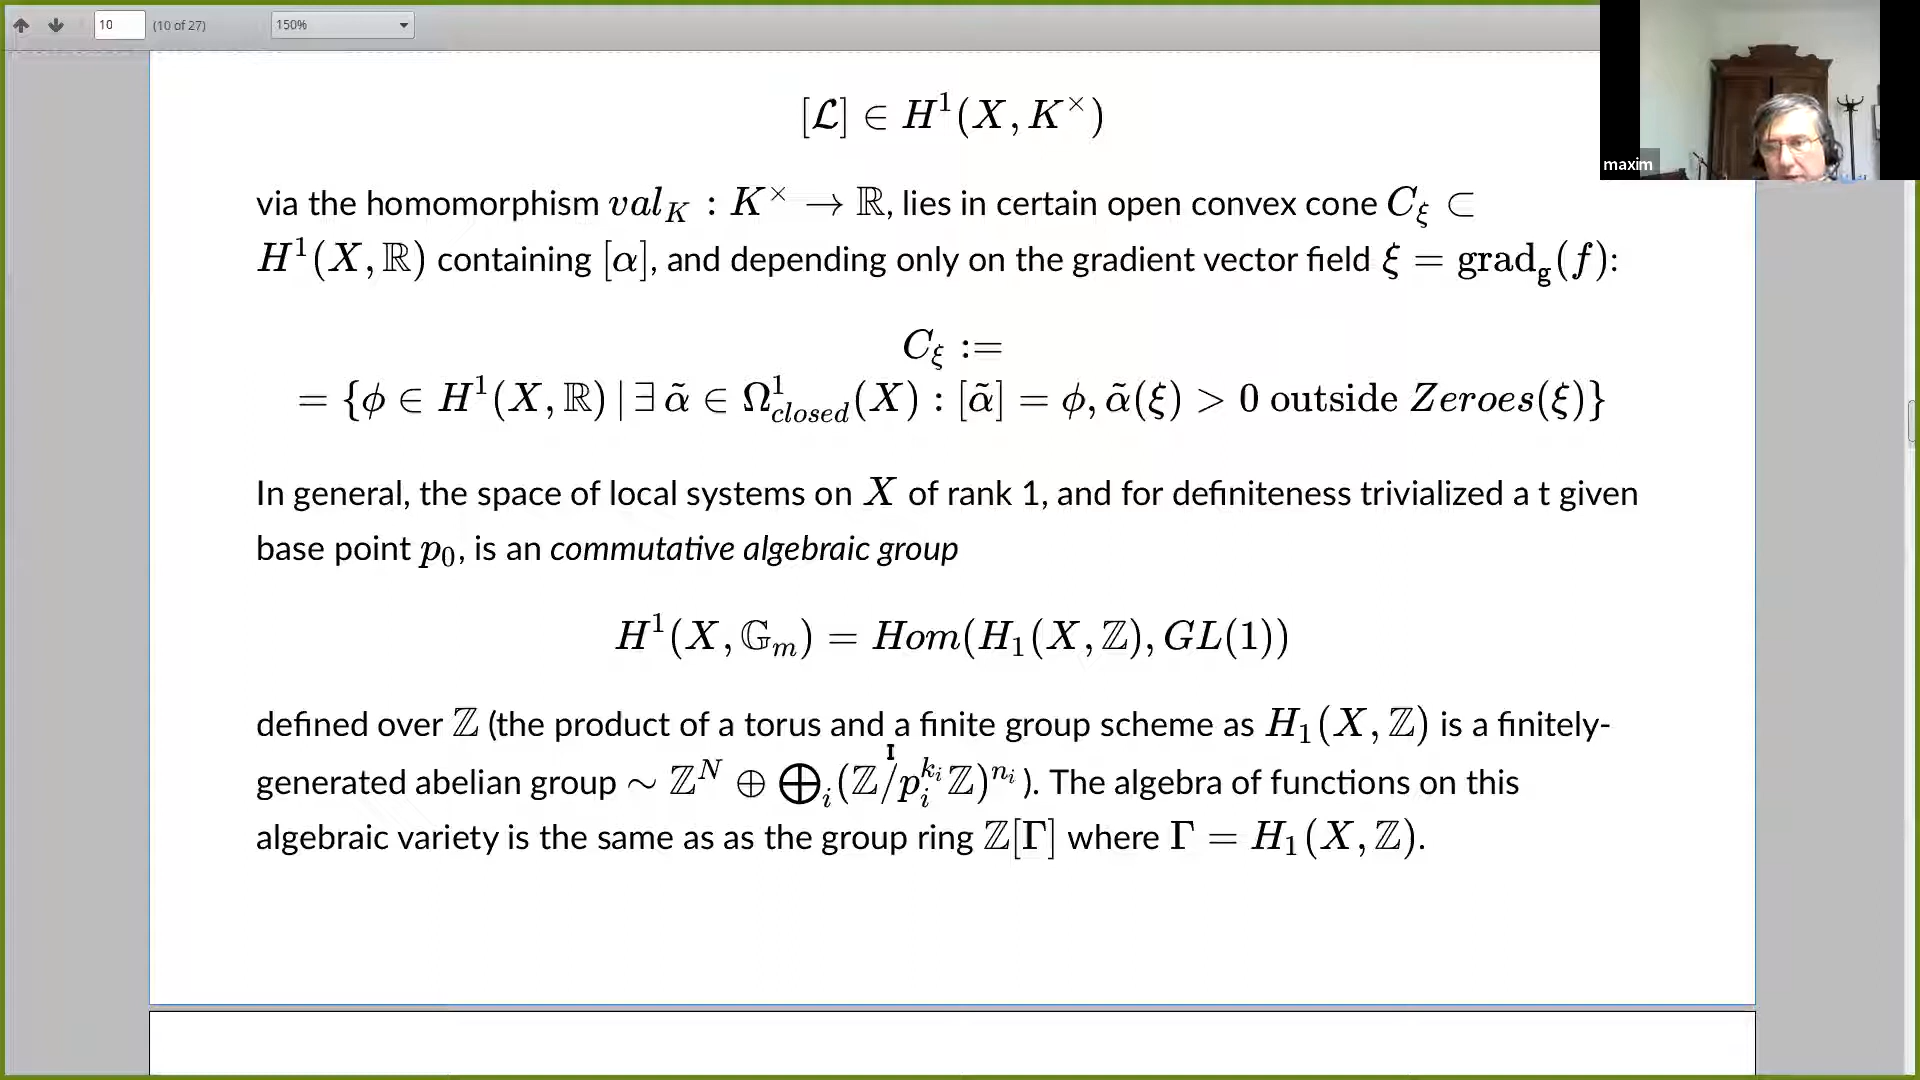 10 (10 of 27) 150%
maxim
[ℒ] ∈ H¹(X, K^×)
via the homomorphism val_K : K^× → ℝ, lies in certain open convex cone C_ξ ⊂
H¹(X, ℝ) containing [α], and depending only on the gradient vector field ξ = grad_g(f):
C_ξ :=
= {ϕ ∈ H¹(X, ℝ) | ∃ α̃ ∈ Ω¹_closed(X) : [α̃] = ϕ, α̃(ξ) > 0 outside Zeroes(ξ)}
In general, the space of local systems on X of rank 1, and for definiteness trivialized a t given
base point p₀, is an commutative algebraic group
H¹(X, 𝔾_m) = Hom(H₁(X, ℤ), GL(1))
defined over ℤ (the product of a torus and a finite group scheme as H₁(X, ℤ) is a finitely-
generated abelian group ∼ ℤ^N ⊕ ⨁_i(ℤ/p_i^{k_i}ℤ)^{n_i}). The algebra of functions on this
algebraic variety is the same as as the group ring ℤ[Γ] where Γ = H₁(X, ℤ).